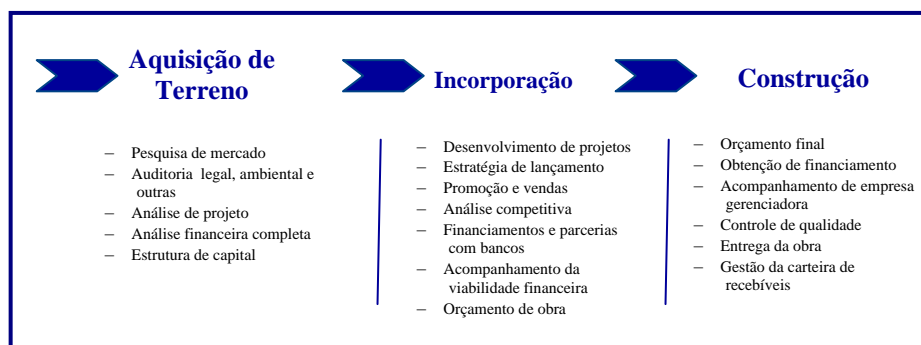 Aquisição de
Terreno
– Pesquisa de mercado
– Auditoria legal, ambiental e
outras
– Análise de projeto
– Análise financeira completa
– Estrutura de capital
Incorporação
– Desenvolvimento de projetos
– Estratégia de lançamento
– Promoção e vendas
– Análise competitiva
– Financiamentos e parcerias
com bancos
– Acompanhamento da
viabilidade financeira
– Orçamento de obra
Construção
– Orçamento final
– Obtenção de financiamento
– Acompanhamento de empresa
gerenciadora
– Controle de qualidade
– Entrega da obra
– Gestão da carteira de
recebíveis